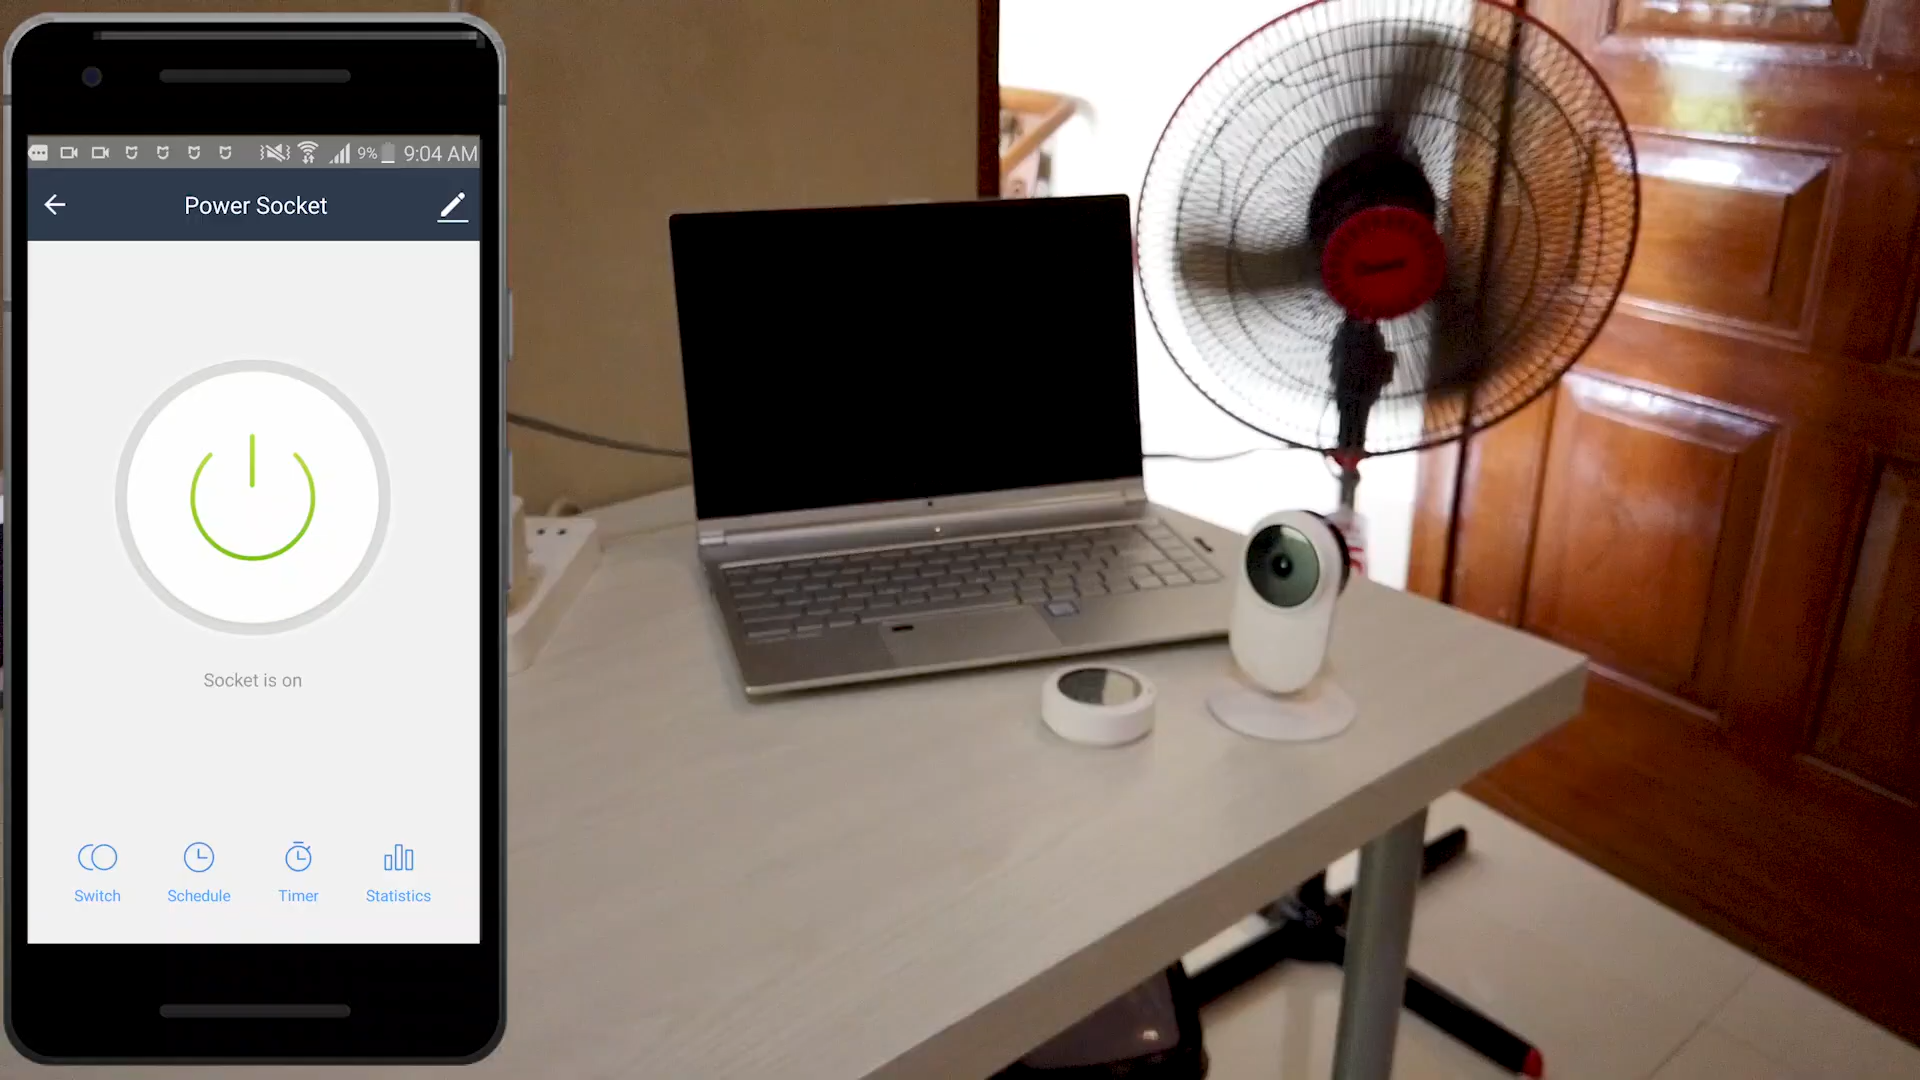 9% 9:04 AM
Power Socket
Socket is on
Switch Schedule Timer Statistics